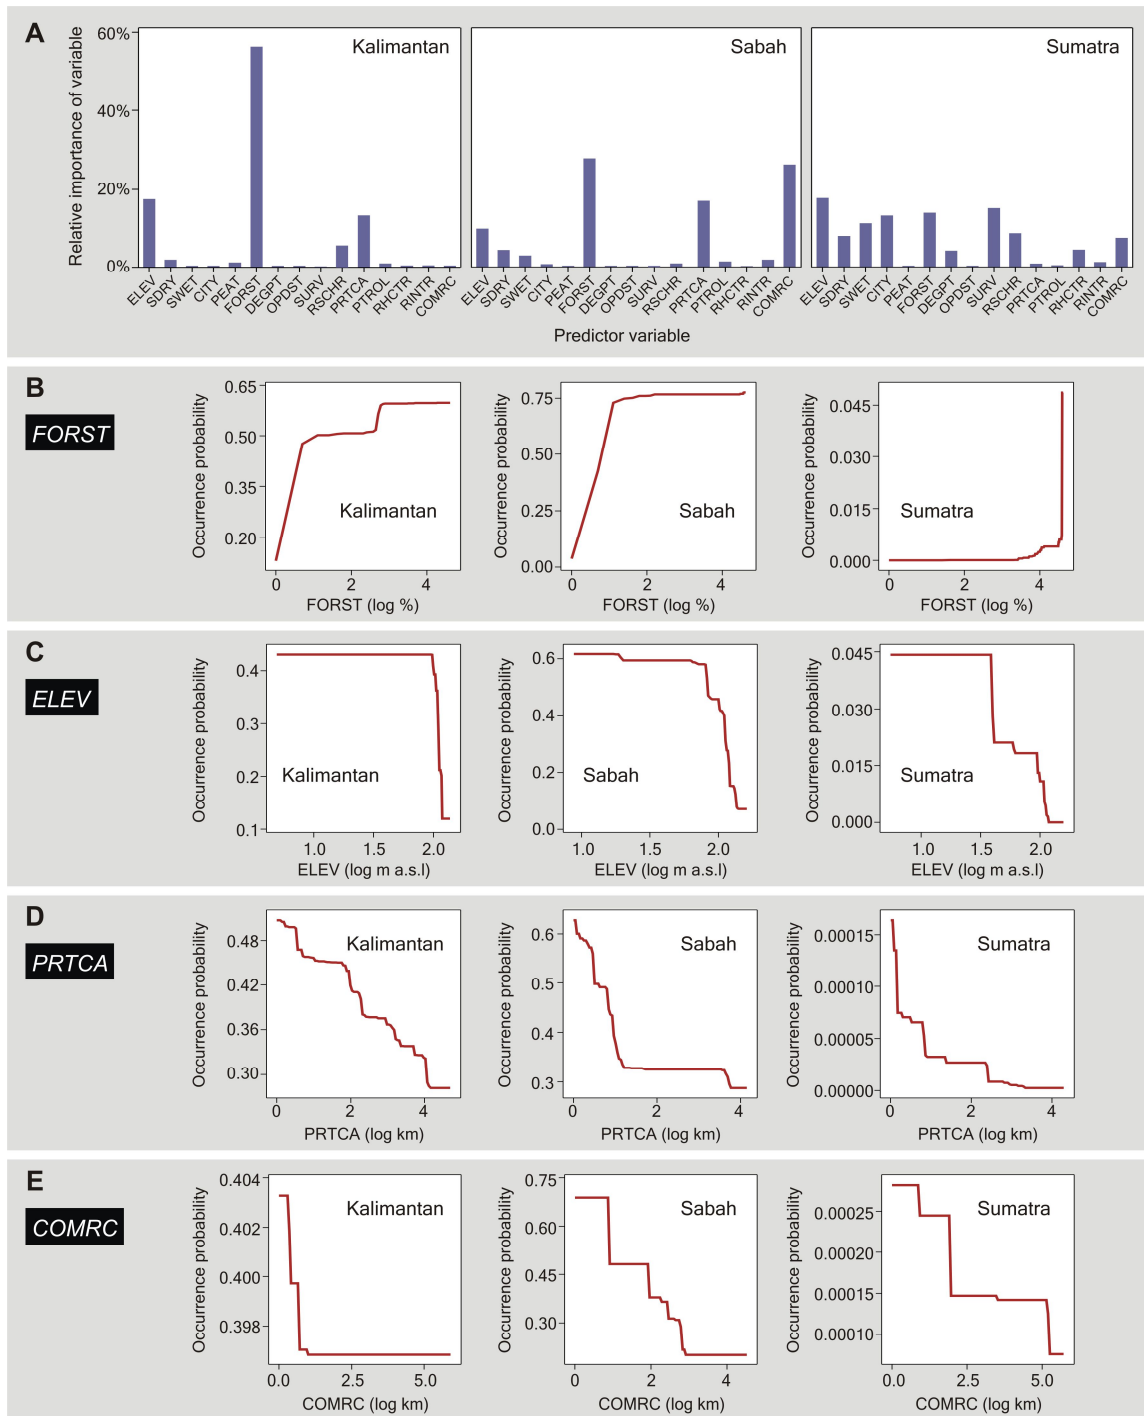 A
Relative importance of variable
60%
40%
20%
0%
Kalimantan
Sabah
Sumatra
ELEV SDRY SWET CITY PEAT FORST DEGPT OPDST SURV RSCHR PRTCA PTROL RHCTR RINTR COMRC
ELEV SDRY SWET CITY PEAT FORST DEGPT OPDST SURV RSCHR PRTCA PTROL RHCTR RINTR COMRC
ELEV SDRY SWET CITY PEAT FORST DEGPT OPDST SURV RSCHR PRTCA PTROL RHCTR RINTR COMRC
Predictor variable
B
FORST
Occurrence probability
0.65
0.50
0.35
0.20
Kalimantan
0 2 4
FORST (log %)
Occurrence probability
0.75
0.50
0.25
0.00
Sabah
0 2 4
FORST (log %)
Occurrence probability
0.045
0.030
0.015
0.000
Sumatra
0 2 4
FORST (log %)
C
ELEV
Occurrence probability
0.4
0.3
0.2
0.1
Kalimantan
1.0 1.5 2.0
ELEV (log m a.s.l)
Occurrence probability
0.6
0.4
0.2
0.0
Sabah
1.0 1.5 2.0
ELEV (log m a.s.l)
Occurrence probability
0.045
0.030
0.015
0.000
Sumatra
1.0 1.5 2.0
ELEV (log m a.s.l)
D
PRTCA
Occurrence probability
0.48
0.42
0.36
0.30
Kalimantan
0 2 4
PRTCA (log km)
Occurrence probability
0.6
0.5
0.4
0.3
Sabah
0 2 4
PRTCA (log km)
Occurrence probability
0.00015
0.00010
0.00005
0.00000
Sumatra
0 2 4
PRTCA (log km)
E
COMRC
Occurrence probability
0.404
0.402
0.400
0.398
Kalimantan
0.0 2.5 5.0
COMRC (log km)
Occurrence probability
0.75
0.60
0.45
0.30
Sabah
0 2 4
COMRC (log km)
Occurrence probability
0.00025
0.00020
0.00015
0.00010
Sumatra
0.0 2.5 5.0
COMRC (log km)